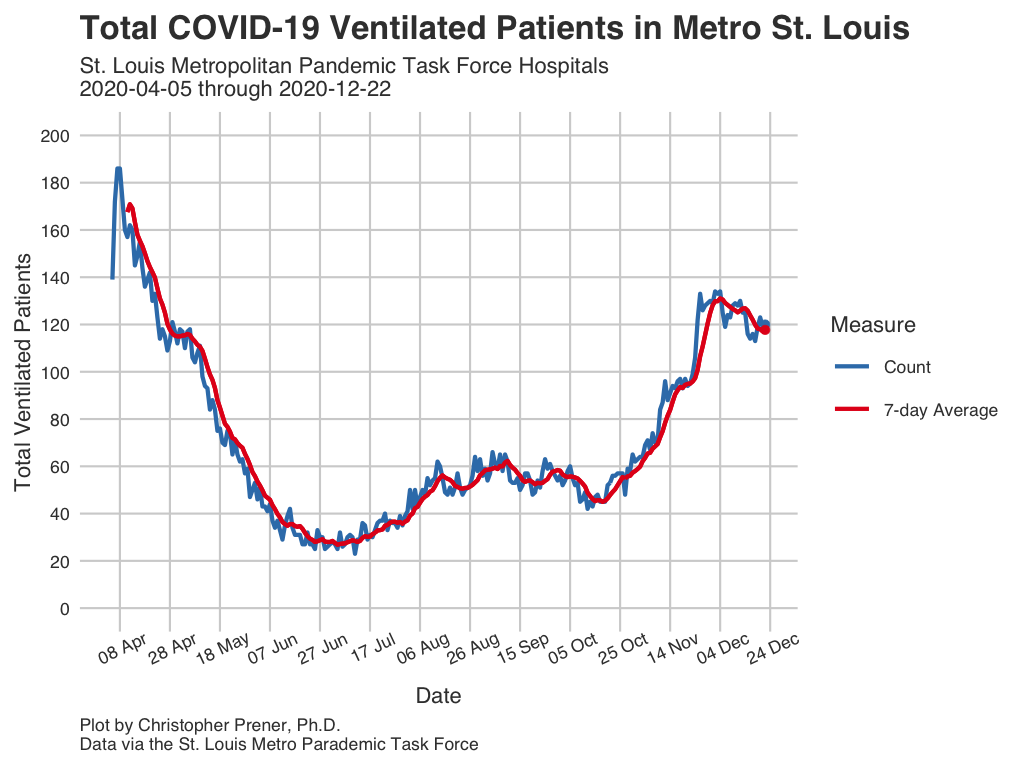 Total COVID-19 Ventilated Patients in Metro St. Louis
St. Louis Metropolitan Pandemic Task Force Hospitals
2020-04-05 through 2020-12-22
Total Ventilated Patients
200
180
160
140
120
100
80
60
40
20
0
08 Apr
28 Apr
18 May
07 Jun
27 Jun
17 Jul
06 Aug
26 Aug
15 Sep
05 Oct
25 Oct
14 Nov
04 Dec
24 Dec
Date
Measure
Count
7-day Average
Plot by Christopher Prener, Ph.D.
Data via the St. Louis Metro Parademic Task Force